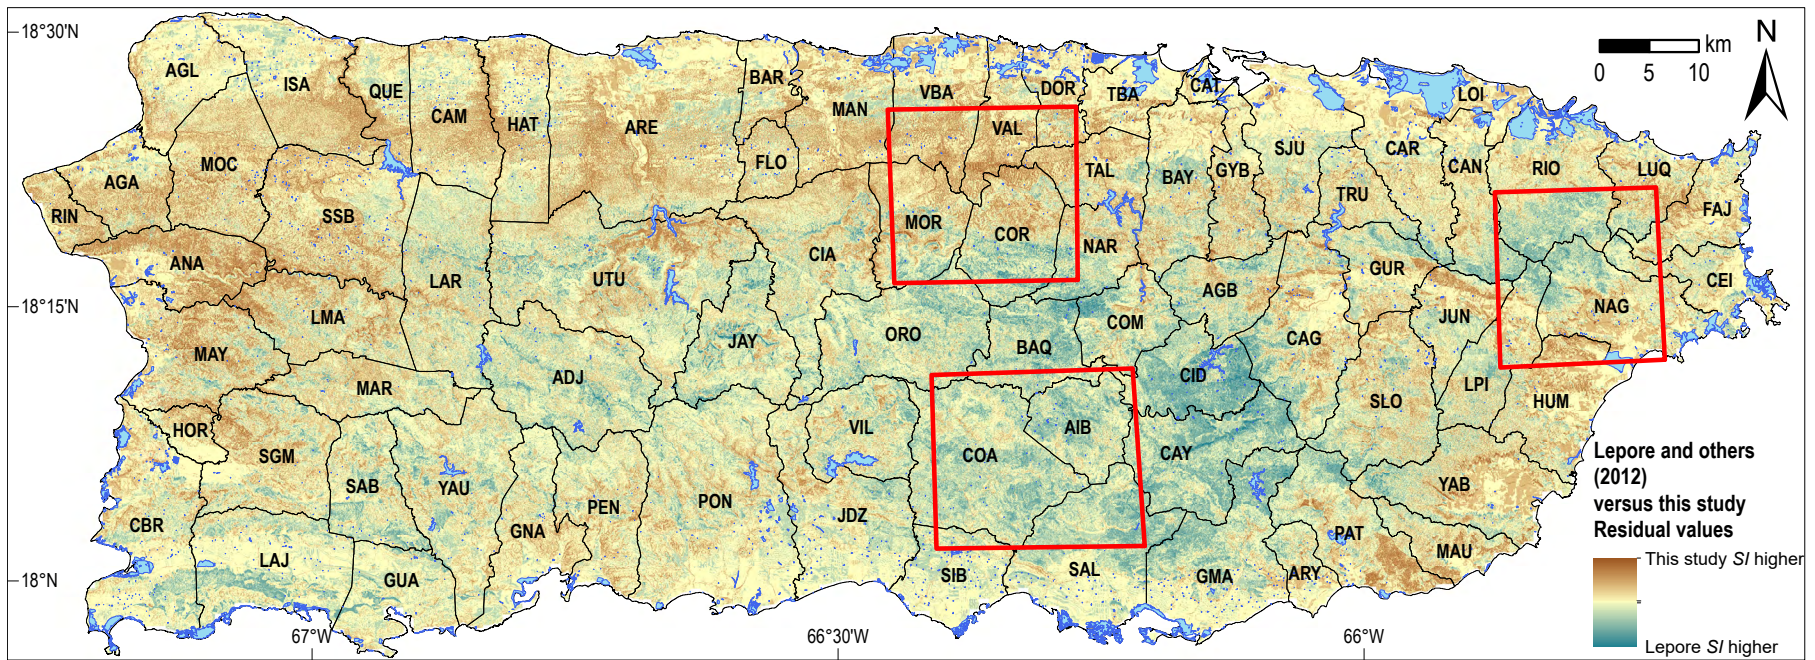 18°30'N
18°15'N
18°N
67°W
66°30'W
66°W
km
0 5 10
N
AGL
ISA
QUE
CAM
HAT
ARE
BAR
MAN
VBA
DOR
TBA
CAT
LOI
MOC
AGA
RIN
SSB
FLO
VAL
TAL
BAY
GYB
SJU
CAR
CAN
RIO
LUQ
TRU
FAJ
MOR
COR
NAR
ANA
LAR
UTU
CIA
GUR
CEI
AGB
NAG
LMA
MAY
JAY
ORO
COM
BAQ
CAG
JUN
MAR
ADJ
CID
LPI
SLO
HUM
HOR
SGM
VIL
AIB
COA
CAY
SAB
YAU
PON
PEN
GNA
JDZ
YAB
CBR
LAJ
GUA
SIB
SAL
GMA
ARY
PAT
MAU
Lepore and others
(2012)
versus this study
Residual values
This study SI higher
Lepore SI higher